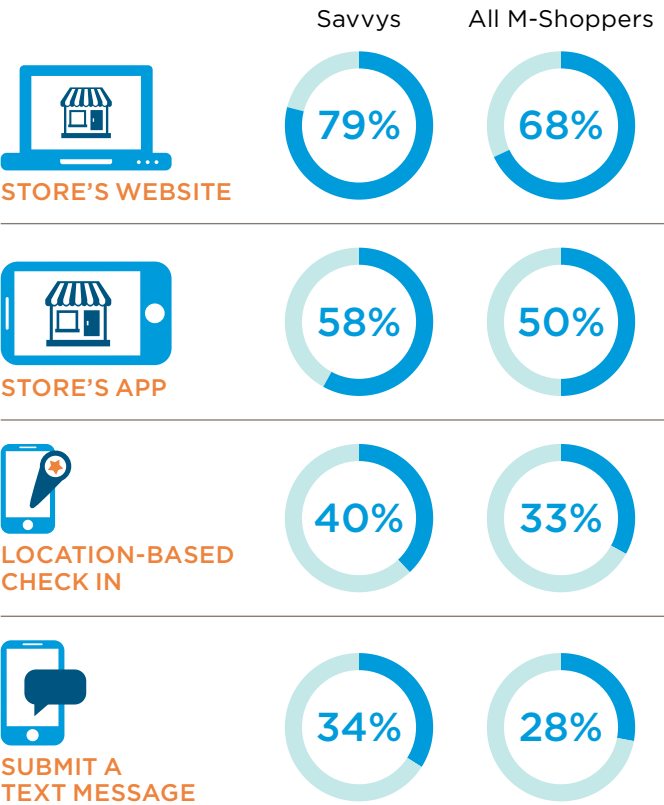 Savvys All M-Shoppers
79% 68%
STORE’S WEBSITE
58% 50%
STORE’S APP
40% 33%
LOCATION-BASED
CHECK IN
34% 28%
SUBMIT A
TEXT MESSAGE